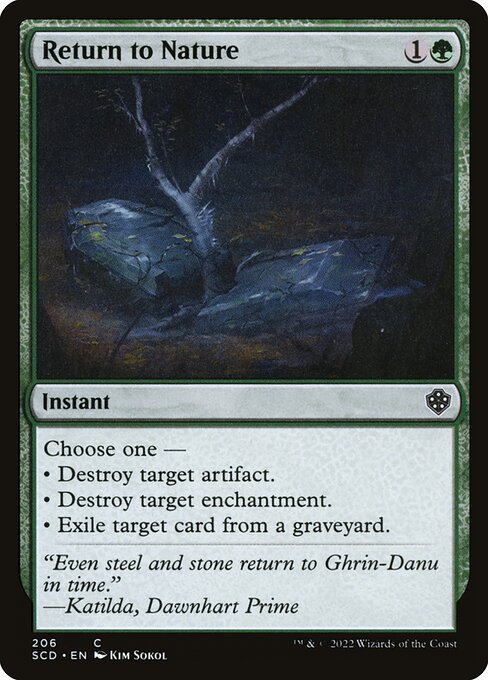 Return to Nature 1
Instant
Choose one —
• Destroy target artifact.
• Destroy target enchantment.
• Exile target card from a graveyard.
“Even steel and stone return to Ghrin-Danu
in time.”
—Katilda, Dawnhart Prime
206 C
SCD • EN Kim Sokol
™ & © 2022 Wizards of the Coast